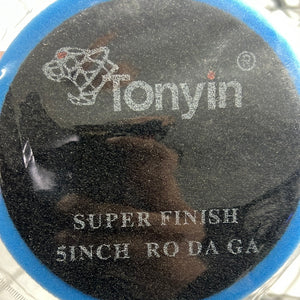 Tonyin ®
SUPER FINISH
5INCH RO DA GA